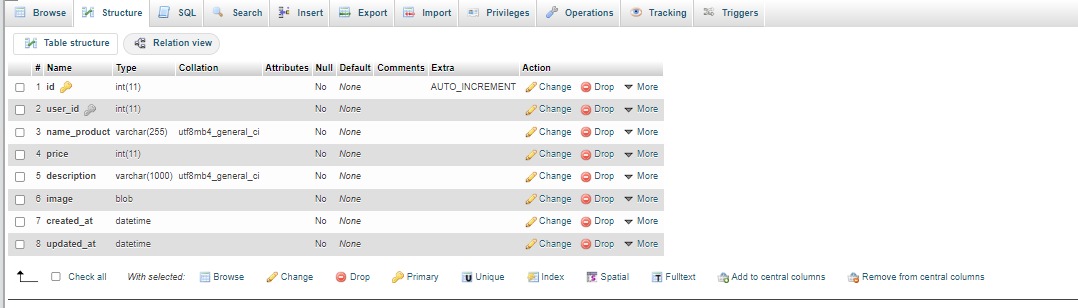 Browse Structure SQL Search Insert Export Import Privileges Operations Tracking Triggers
Table structure Relation view
# Name Type Collation Attributes Null Default Comments Extra Action
1 id int(11) No None AUTO_INCREMENT Change Drop More
2 user_id int(11) No None Change Drop More
3 name_product varchar(255) utf8mb4_general_ci No None Change Drop More
4 price int(11) No None Change Drop More
5 description varchar(1000) utf8mb4_general_ci No None Change Drop More
6 image blob No None Change Drop More
7 created_at datetime No None Change Drop More
8 updated_at datetime No None Change Drop More
Check all With selected: Browse Change Drop Primary Unique Index Spatial Fulltext Add to central columns Remove from central columns